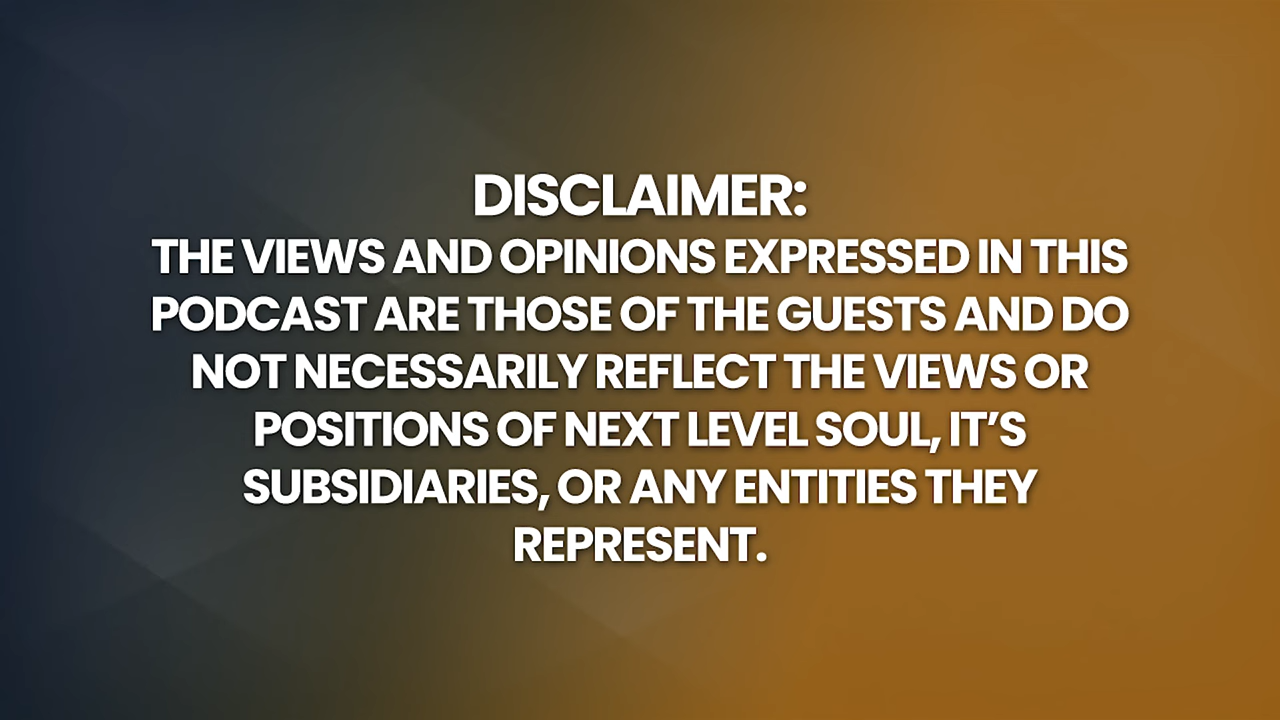 DISCLAIMER:
THE VIEWS AND OPINIONS EXPRESSED IN THIS
PODCAST ARE THOSE OF THE GUESTS AND DO
NOT NECESSARILY REFLECT THE VIEWS OR
POSITIONS OF NEXT LEVEL SOUL, IT’S
SUBSIDIARIES, OR ANY ENTITIES THEY
REPRESENT.